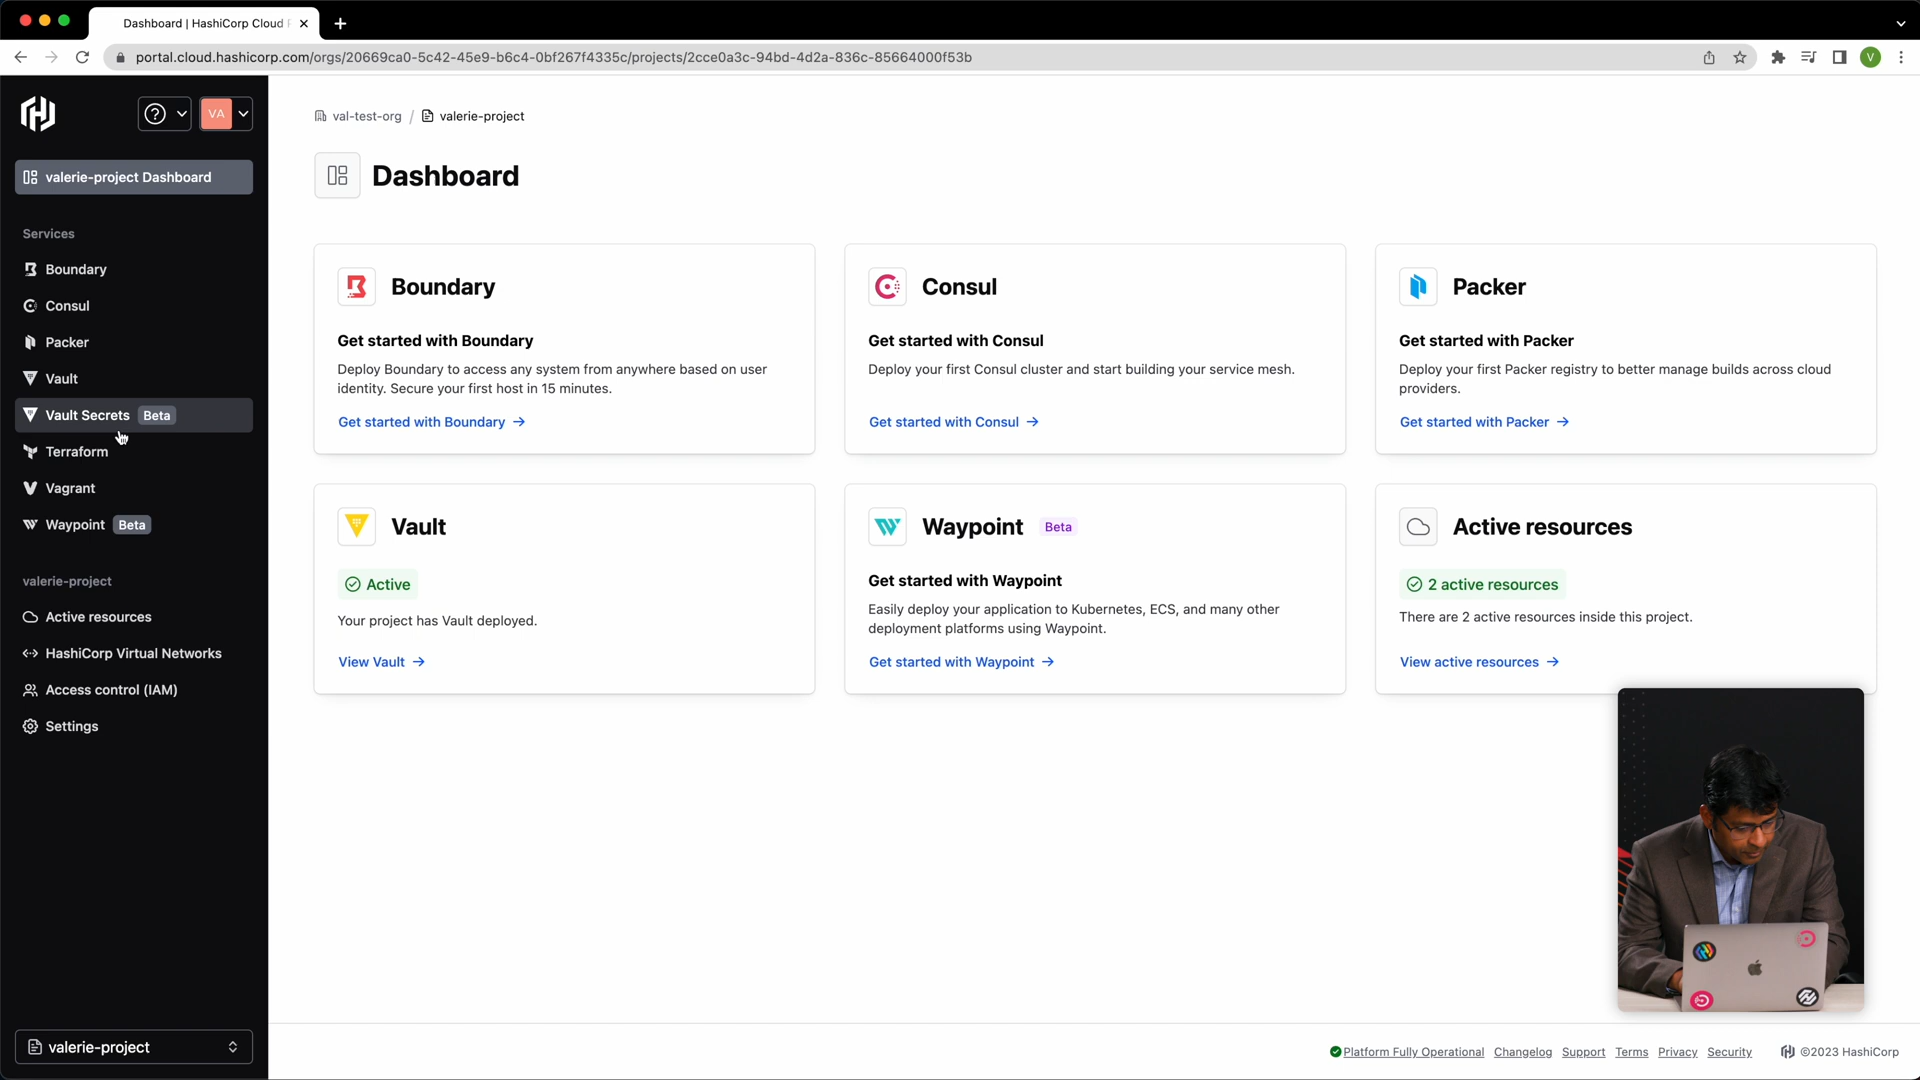 Dashboard | HashiCorp Cloud P
portal.cloud.hashicorp.com/orgs/20669ca0-5c42-45e9-b6c4-0bf267f4335c/projects/2cce0a3c-94bd-4d2a-836c-85664000f53b
V
VA
valerie-project Dashboard
Services
Boundary
Consul
Packer
Vault
Vault Secrets Beta
Terraform
Vagrant
Waypoint Beta
valerie-project
Active resources
HashiCorp Virtual Networks
Access control (IAM)
Settings
valerie-project
val-test-org / valerie-project
Dashboard
Boundary
Get started with Boundary
Deploy Boundary to access any system from anywhere based on user
identity. Secure your first host in 15 minutes.
Get started with Boundary
Consul
Get started with Consul
Deploy your first Consul cluster and start building your service mesh.
Get started with Consul
Packer
Get started with Packer
Deploy your first Packer registry to better manage builds across cloud
providers.
Get started with Packer
Vault
Active
Your project has Vault deployed.
View Vault
Waypoint Beta
Get started with Waypoint
Easily deploy your application to Kubernetes, ECS, and many other
deployment platforms using Waypoint.
Get started with Waypoint
Active resources
2 active resources
There are 2 active resources inside this project.
View active resources
Platform Fully Operational Changelog Support Terms Privacy Security ©2023 HashiCorp